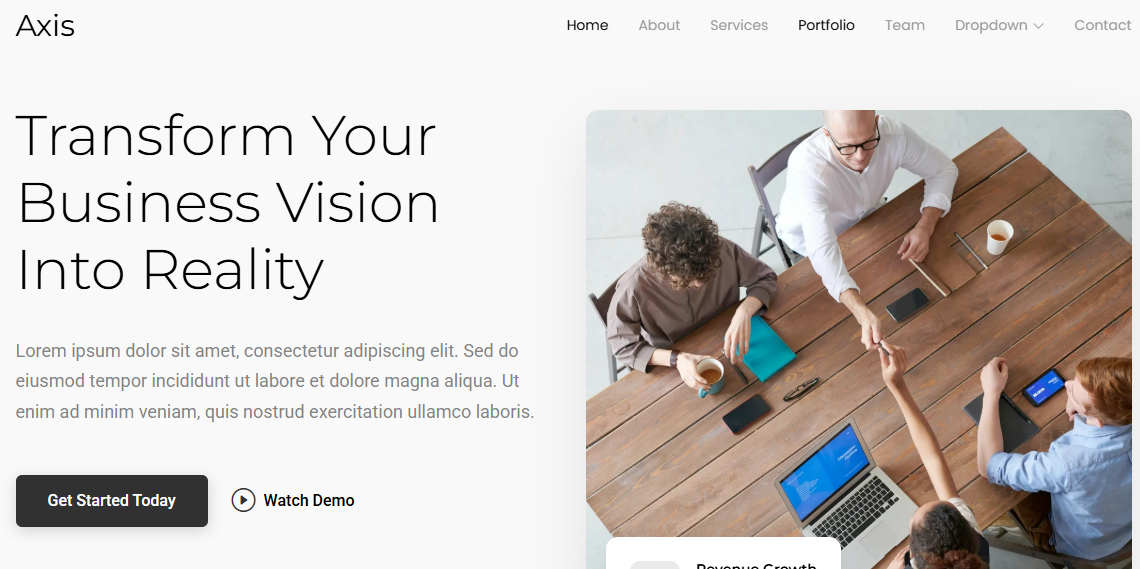 Axis
Home About Services Portfolio Team Dropdown Contact
Transform Your
Business Vision
Into Reality
Lorem ipsum dolor sit amet, consectetur adipiscing elit. Sed do
eiusmod tempor incididunt ut labore et dolore magna aliqua. Ut
enim ad minim veniam, quis nostrud exercitation ullamco laboris.
Get Started Today
Watch Demo
Revenue Growth